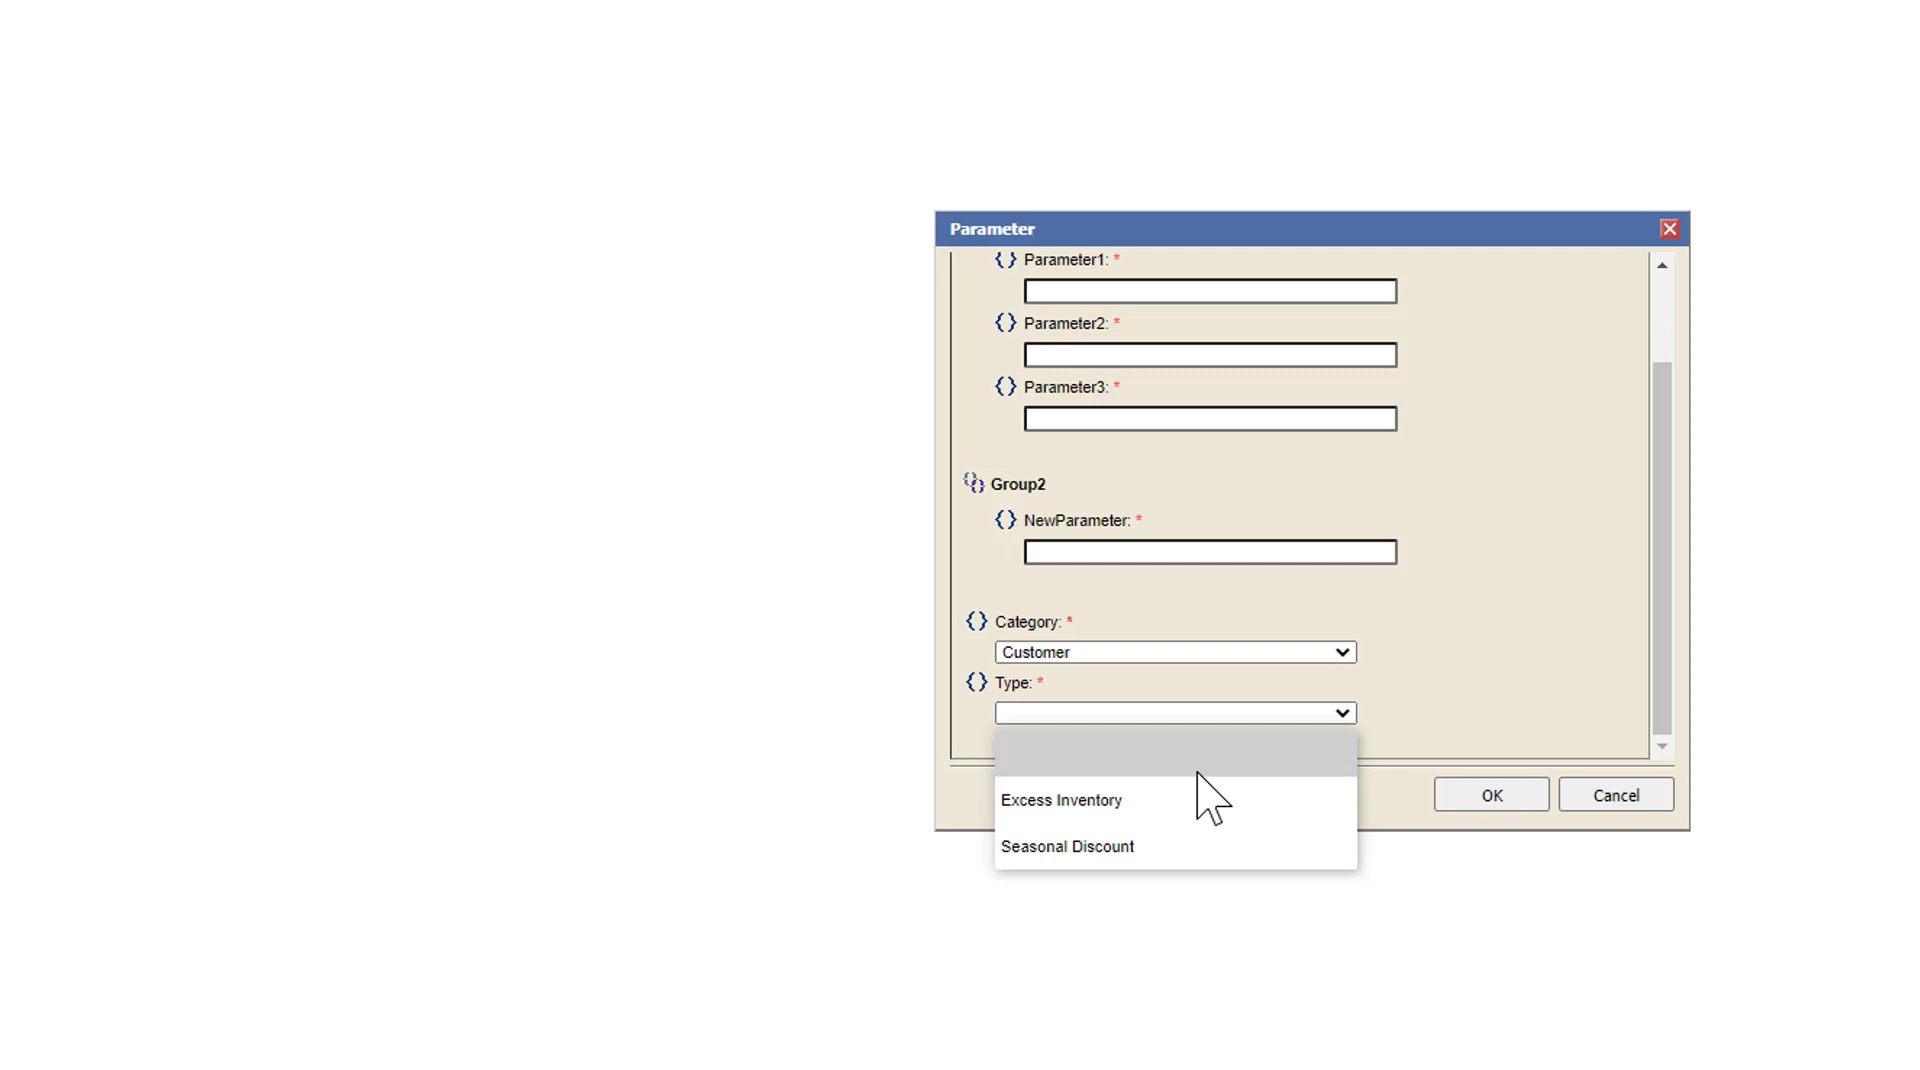 Parameter
Parameter1: *
Parameter2: *
Parameter3: *
Group2
NewParameter: *
Category: *
Customer
Type: *
Excess Inventory
Seasonal Discount
OK
Cancel